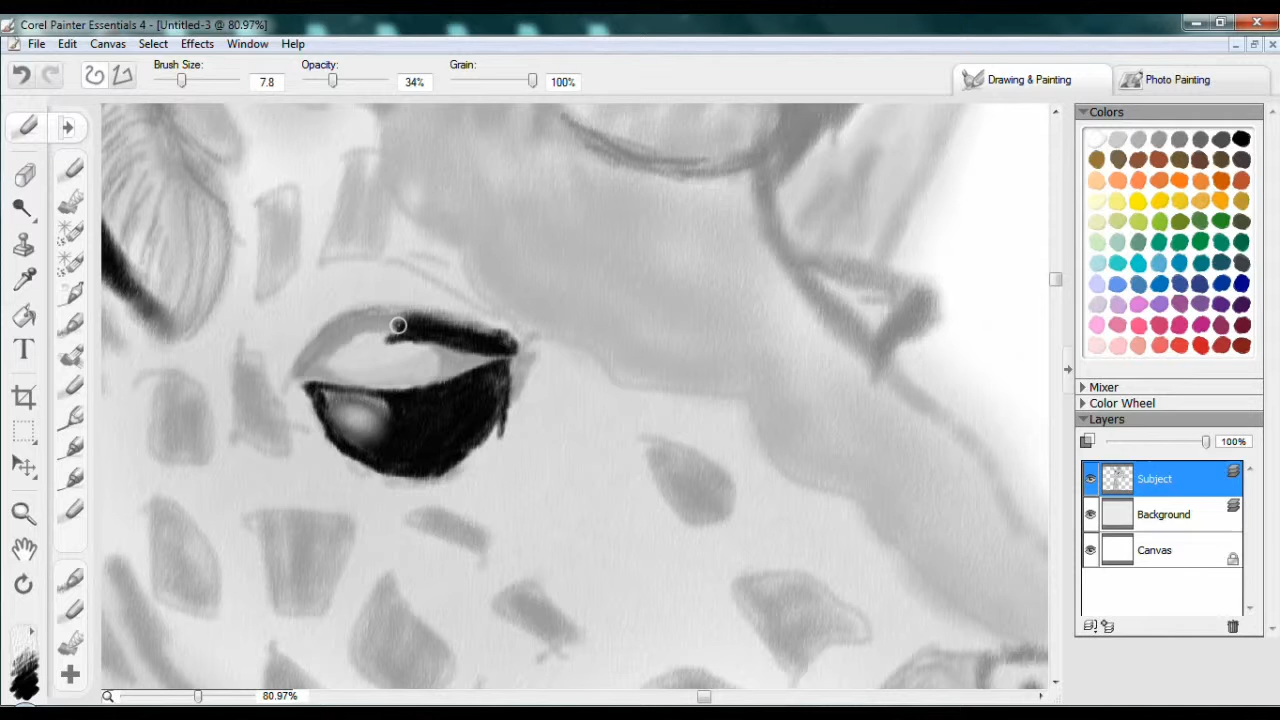 Corel Painter Essentials 4 - [Untitled-3 @ 80.97%]
File Edit Canvas Select Effects Window Help
Brush Size: Opacity: Grain:
7.8 34% 100%
Drawing & Painting Photo Painting
Colors
Mixer
Color Wheel
Layers
100%
Subject
Background
Canvas
T
80.97%